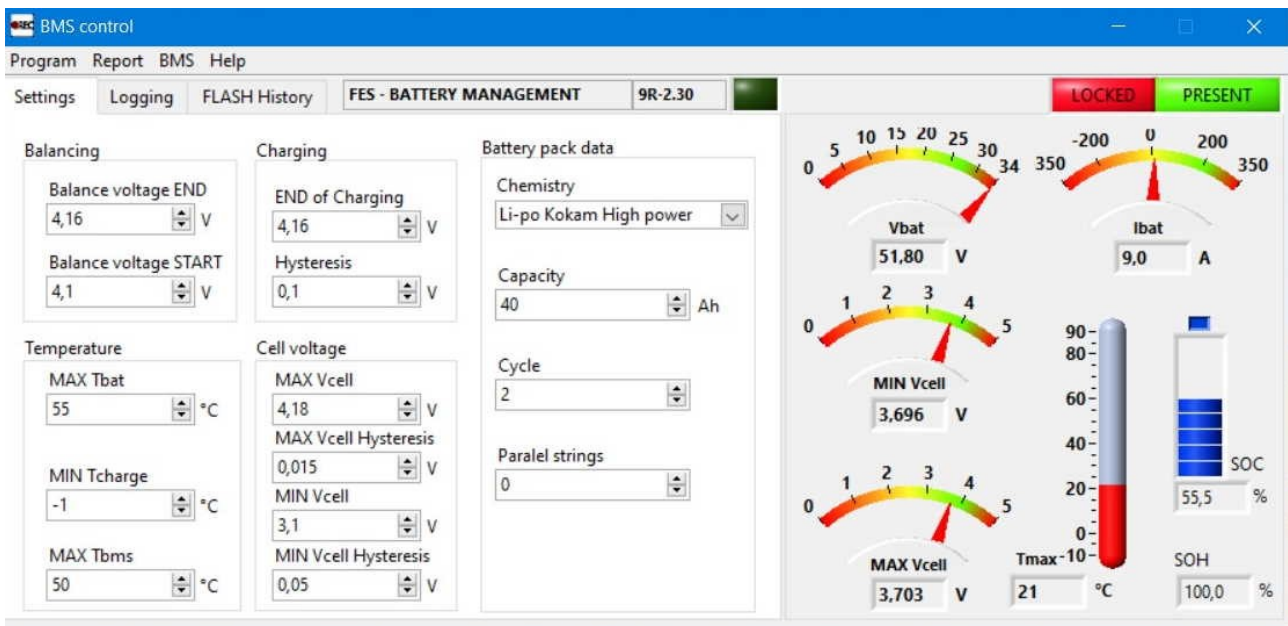 REC BMS control
Program Report BMS Help
Settings Logging FLASH History FES - BATTERY MANAGEMENT 9R-2.30 LOCKED PRESENT
Balancing
Balance voltage END
4,16 V
Balance voltage START
4,1 V
Charging
END of Charging
4,16 V
Hysteresis
0,1 V
Temperature
MAX Tbat
55 °C
MIN Tcharge
-1 °C
MAX Tbms
50 °C
Cell voltage
MAX Vcell
4,18 V
MAX Vcell Hysteresis
0,015 V
MIN Vcell
3,1 V
MIN Vcell Hysteresis
0,05 V
Battery pack data
Chemistry
Li-po Kokam High power
Capacity
40 Ah
Cycle
2
Paralel strings
0
0 5 10 15 20 25 30 34
Vbat
51,80 V
350 -200 0 200 350
Ibat
9,0 A
0 1 2 3 4 5
MIN Vcell
3,696 V
0 1 2 3 4 5
MAX Vcell
3,703 V
90
80
60
40
20
0
-10
Tmax
21 °C
SOC
55,5 %
SOH
100,0 %